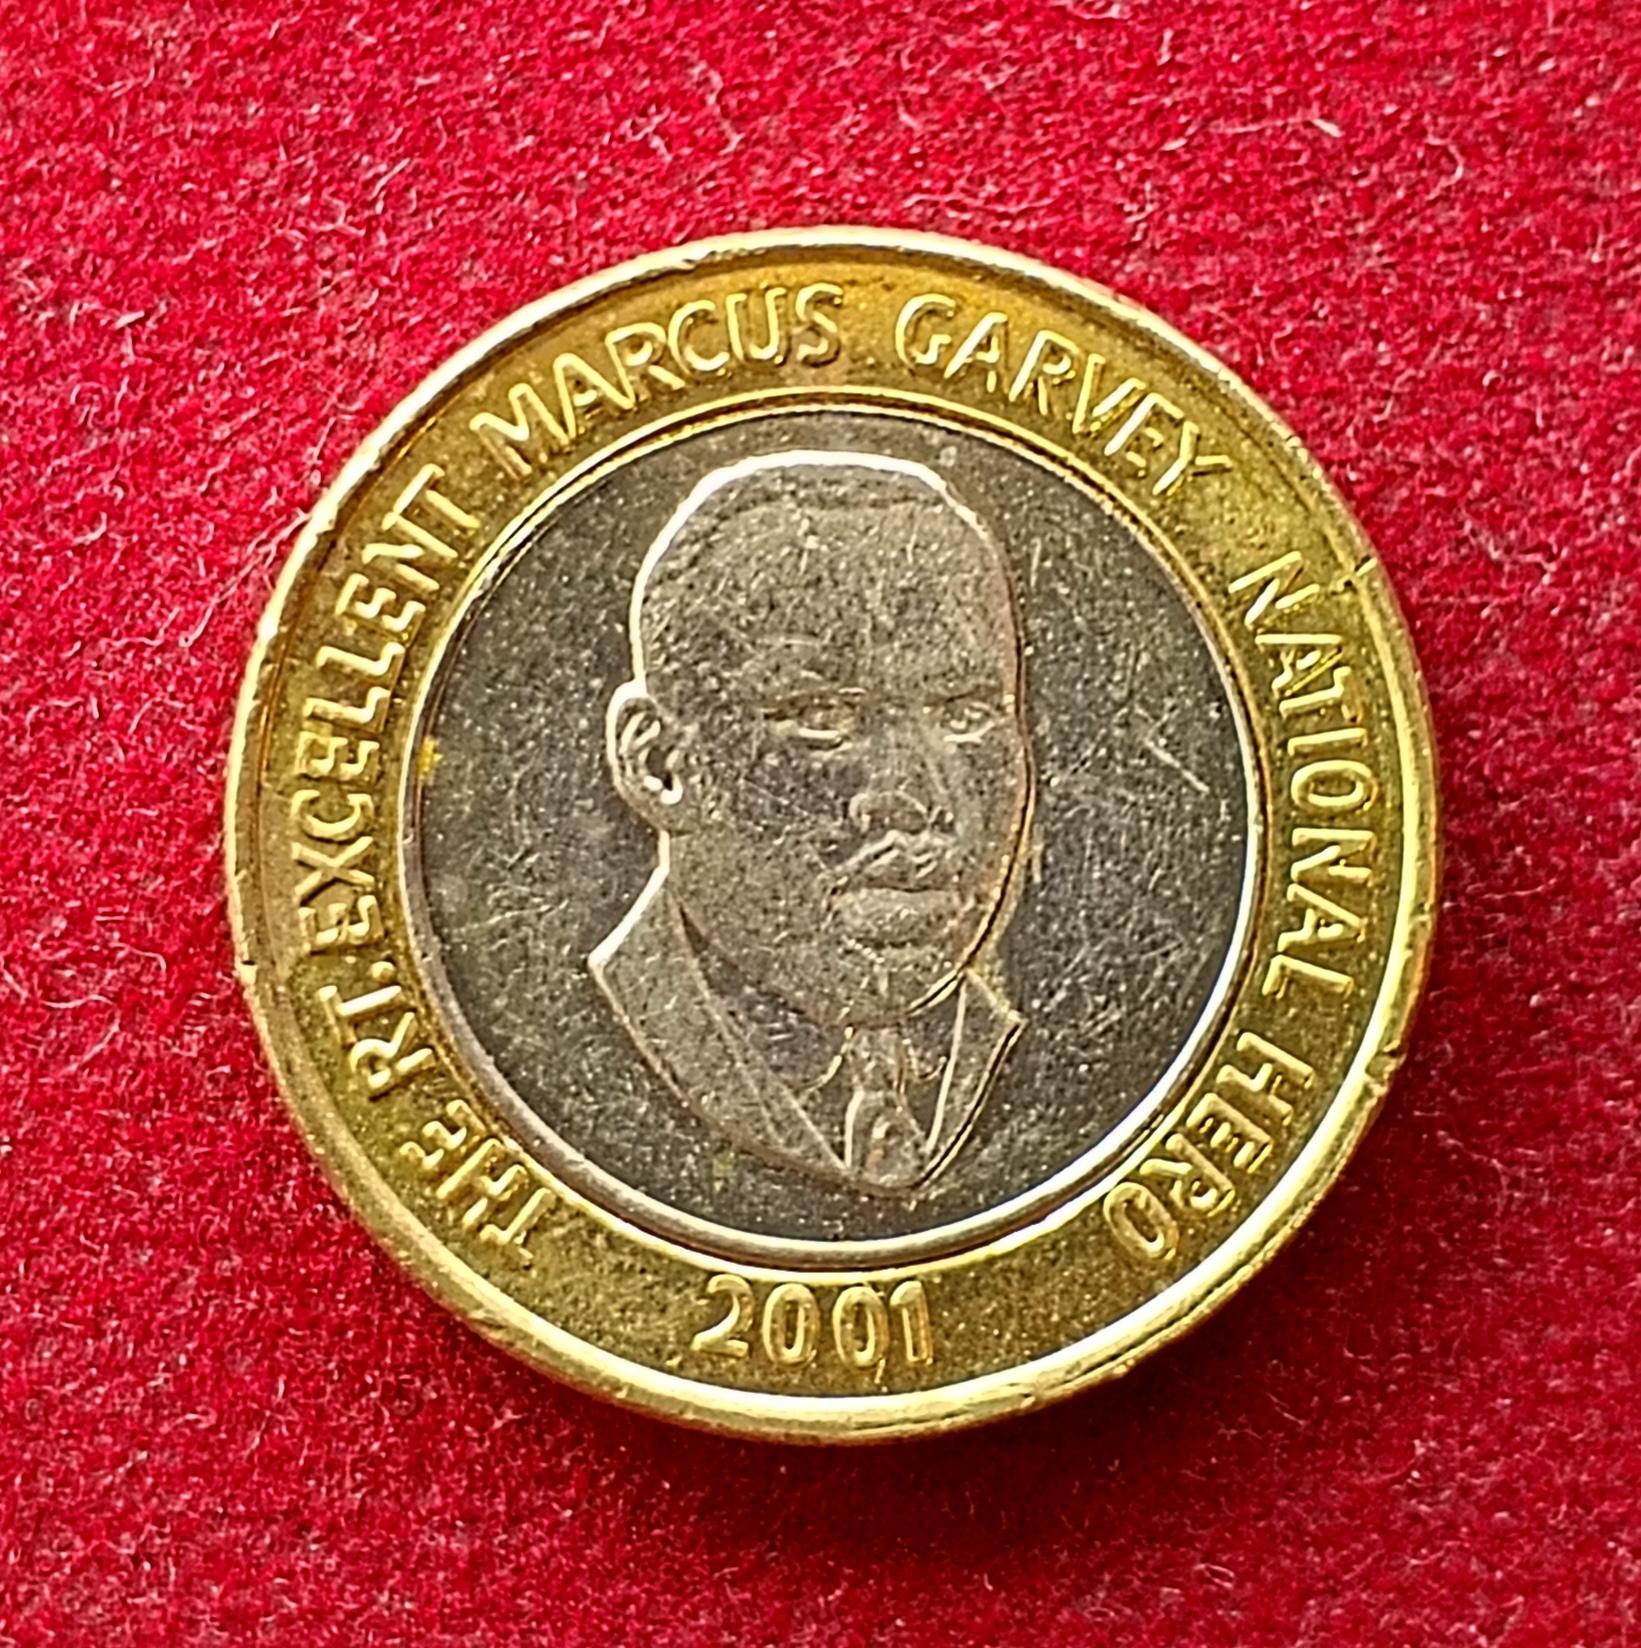 THE RT. EXCELLENT MARCUS GARVEY NATIONAL HERO
2001